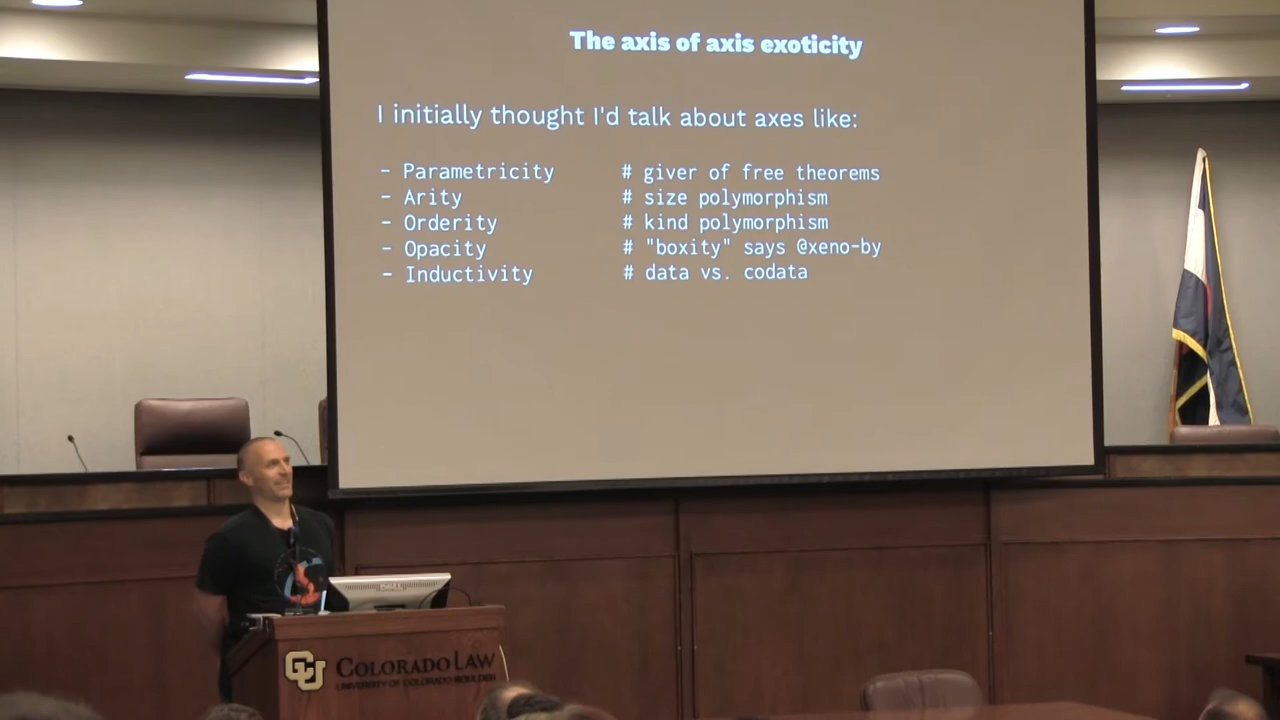 The axis of axis exoticity
I initially thought I'd talk about axes like:
- Parametricity # giver of free theorems
- Arity # size polymorphism
- Orderity # kind polymorphism
- Opacity # "boxity" says @xeno-by
- Inductivity # data vs. codata
CU COLORADO LAW
UNIVERSITY OF COLORADO BOULDER